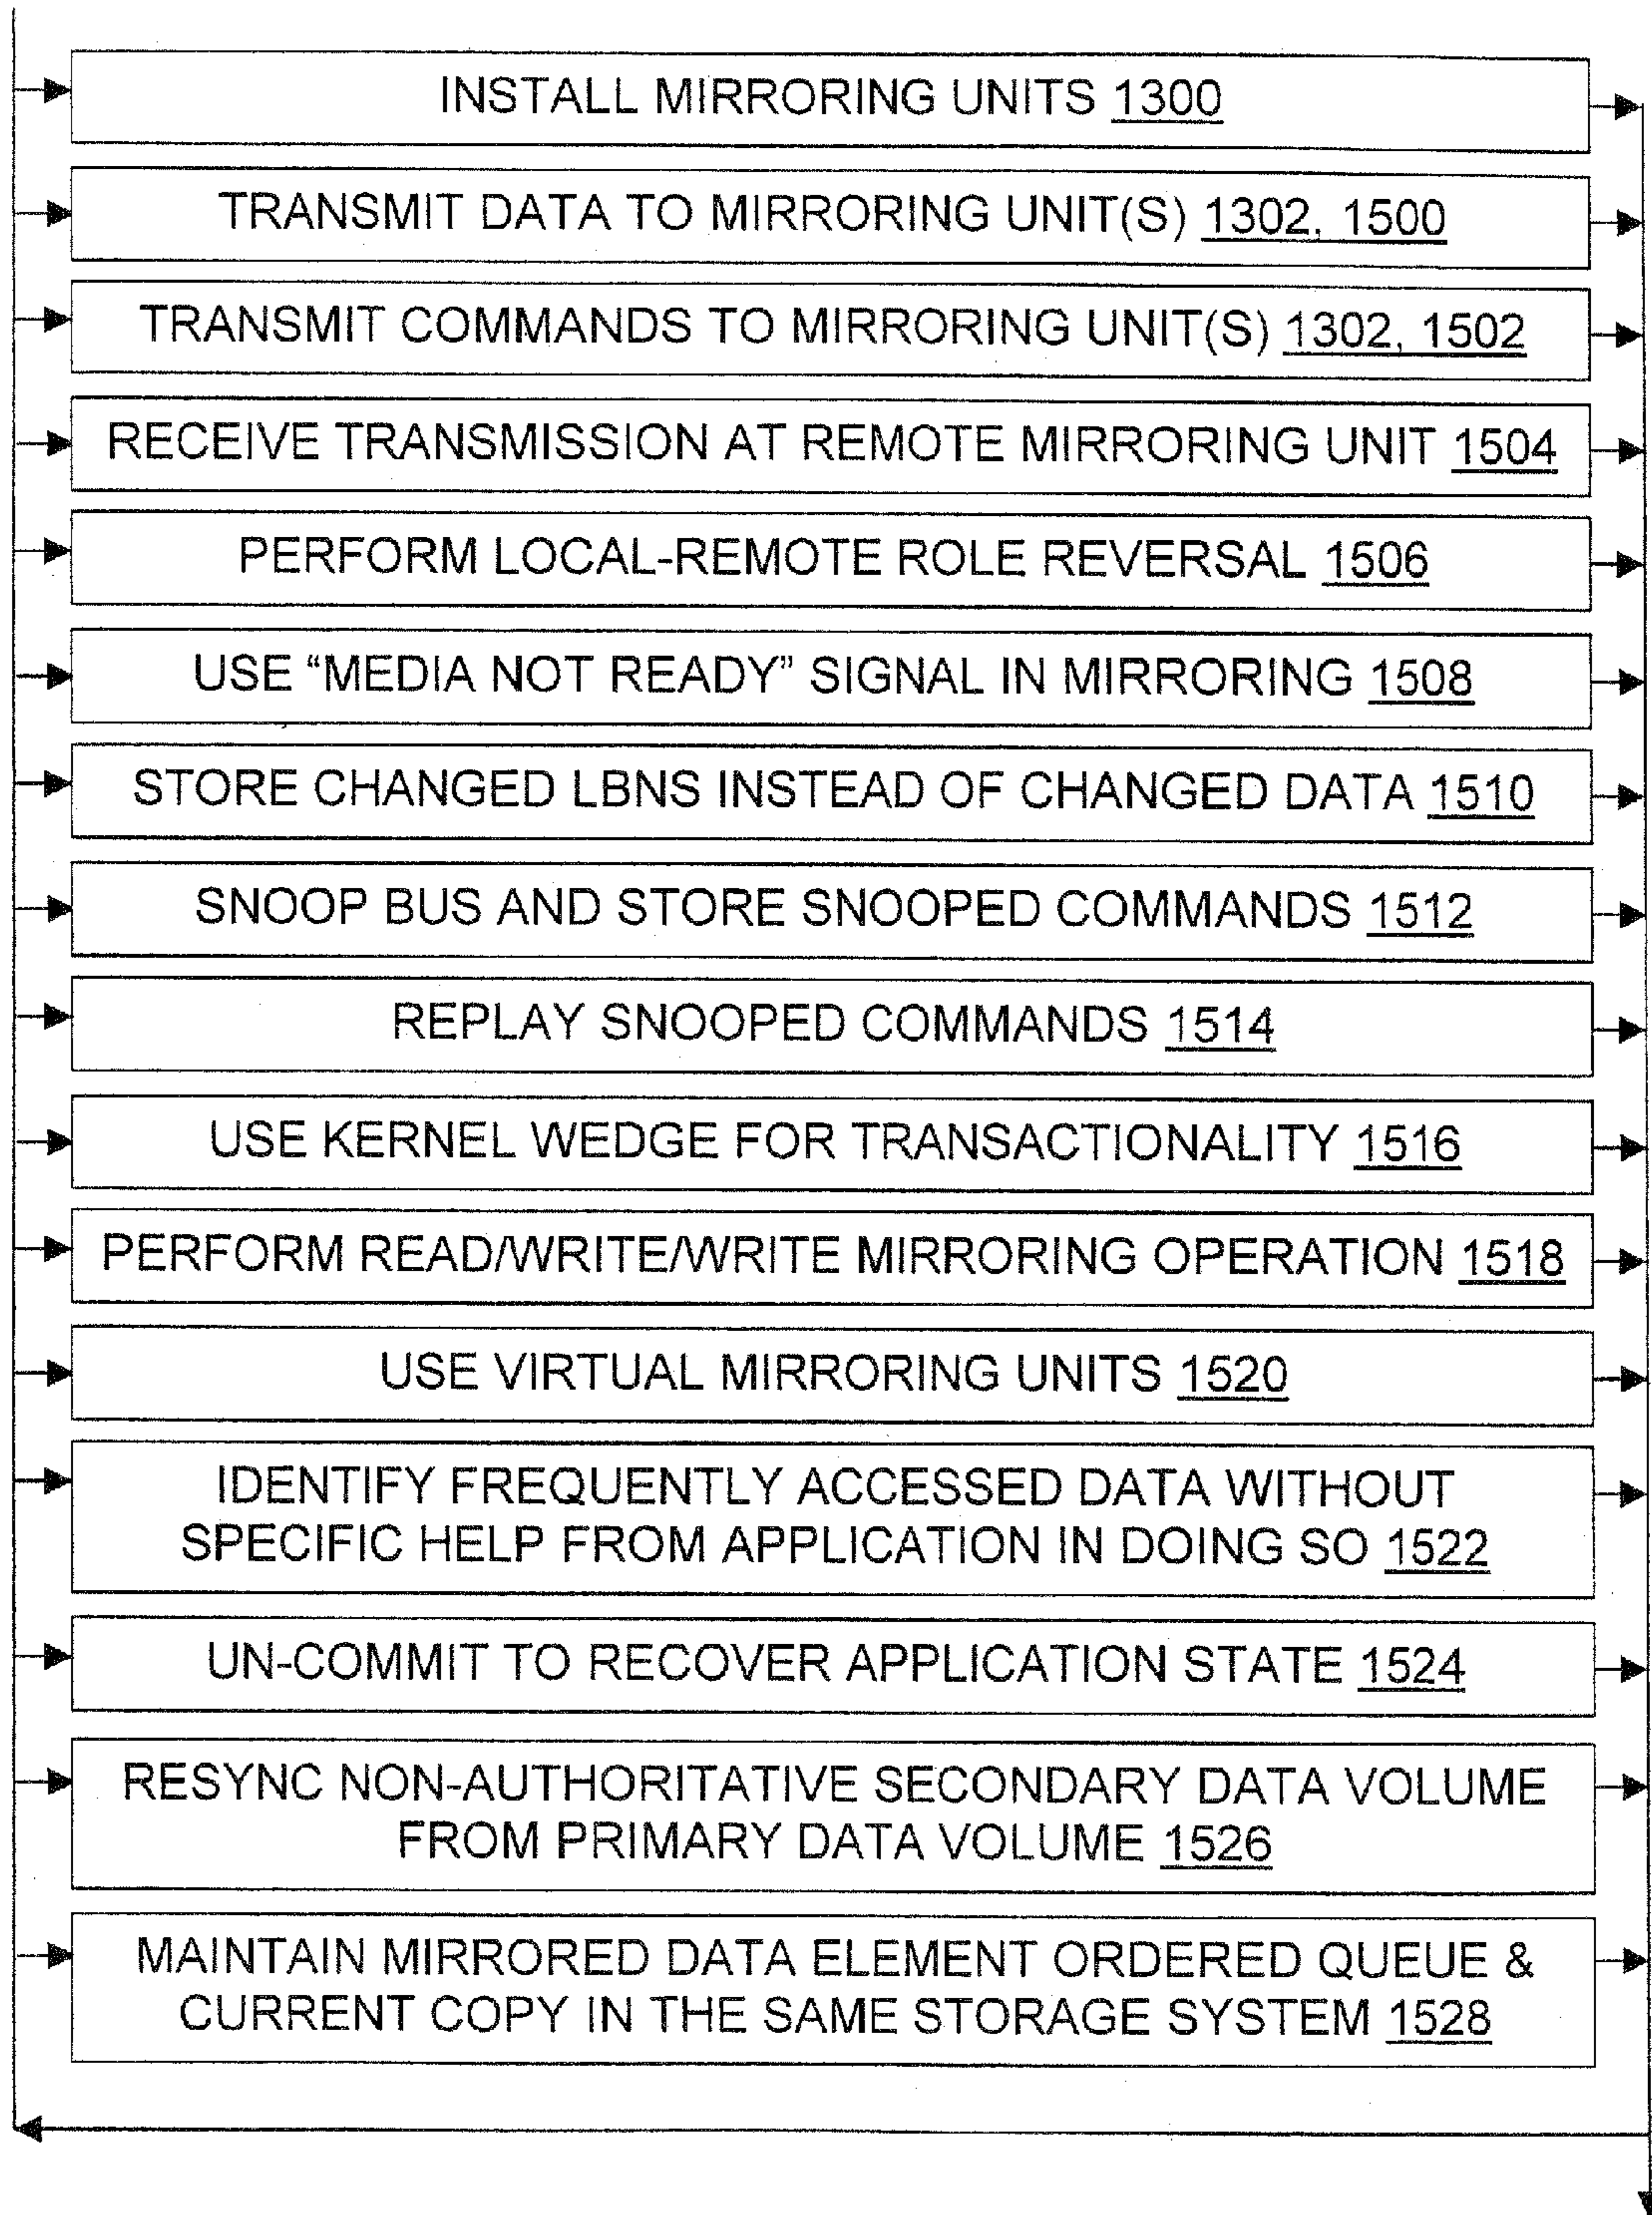 INSTALL MIRRORING UNITS 1300
TRANSMIT DATA TO MIRRORING UNIT(S) 1302, 1500
TRANSMIT COMMANDS TO MIRRORING UNIT(S) 1302, 1502
RECEIVE TRANSMISSION AT REMOTE MIRRORING UNIT 1504
PERFORM LOCAL-REMOTE ROLE REVERSAL 1506
USE “MEDIA NOT READY” SIGNAL IN MIRRORING 1508
STORE CHANGED LBNS INSTEAD OF CHANGED DATA 1510
SNOOP BUS AND STORE SNOOPED COMMANDS 1512
REPLAY SNOOPED COMMANDS 1514
USE KERNEL WEDGE FOR TRANSACTIONALITY 1516
PERFORM READ/WRITE/WRITE MIRRORING OPERATION 1518
USE VIRTUAL MIRRORING UNITS 1520
IDENTIFY FREQUENTLY ACCESSED DATA WITHOUT
SPECIFIC HELP FROM APPLICATION IN DOING SO 1522
UN-COMMIT TO RECOVER APPLICATION STATE 1524
RESYNC NON-AUTHORITATIVE SECONDARY DATA VOLUME
FROM PRIMARY DATA VOLUME 1526
MAINTAIN MIRRORED DATA ELEMENT ORDERED QUEUE &
CURRENT COPY IN THE SAME STORAGE SYSTEM 1528